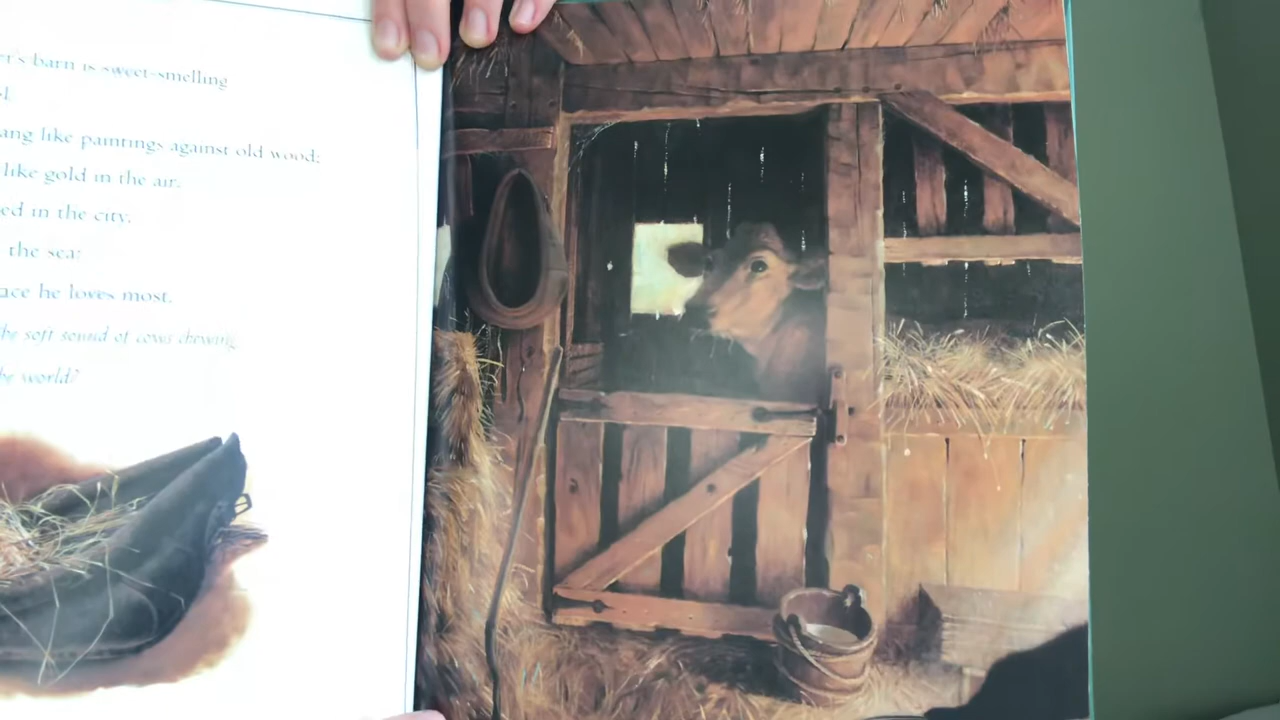 er's barn is sweet-smelling
ang like paintings against old wood;
like gold in the air.
ed in the city,
the sea;
nce he loves most.
he soft sound of cows chewing
he world?